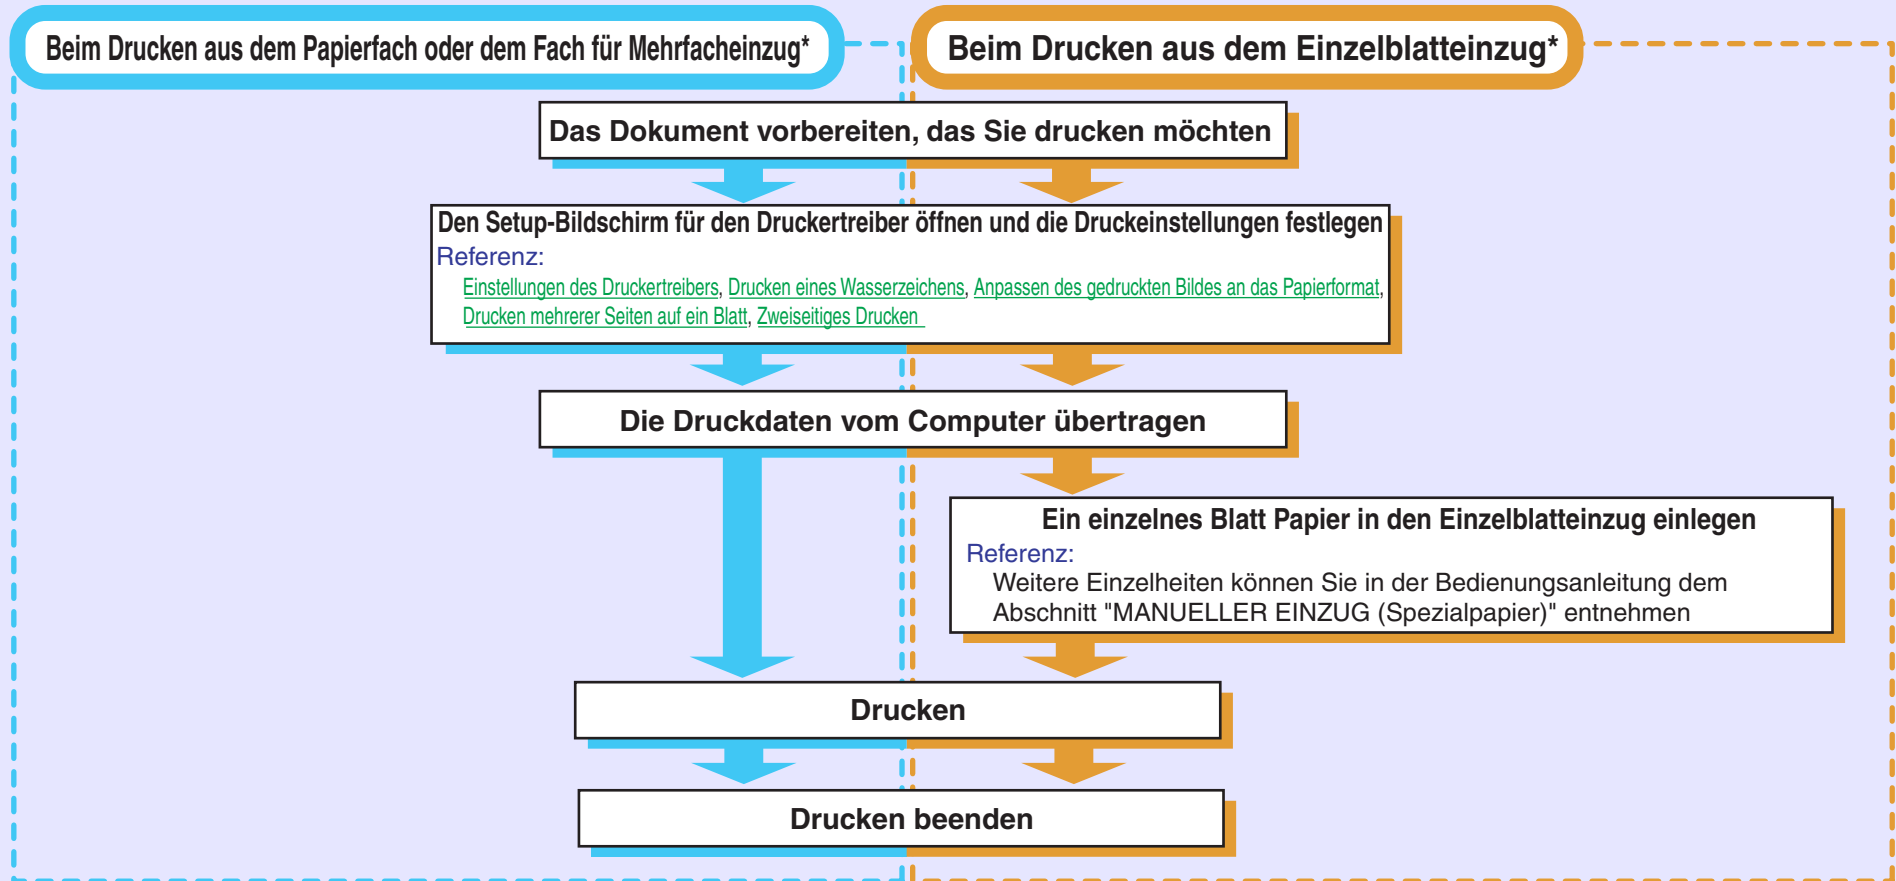 Beim Drucken aus dem Papierfach oder dem Fach für Mehrfacheinzug*
Beim Drucken aus dem Einzelblatteinzug*
Das Dokument vorbereiten, das Sie drucken möchten
Den Setup-Bildschirm für den Druckertreiber öffnen und die Druckeinstellungen festlegen
Referenz:
Einstellungen des Druckertreibers, Drucken eines Wasserzeichens, Anpassen des gedruckten Bildes an das Papierformat,
Drucken mehrerer Seiten auf ein Blatt, Zweiseitiges Drucken
Die Druckdaten vom Computer übertragen
Ein einzelnes Blatt Papier in den Einzelblatteinzug einlegen
Referenz:
Weitere Einzelheiten können Sie in der Bedienungsanleitung dem
Abschnitt "MANUELLER EINZUG (Spezialpapier)" entnehmen
Drucken
Drucken beenden